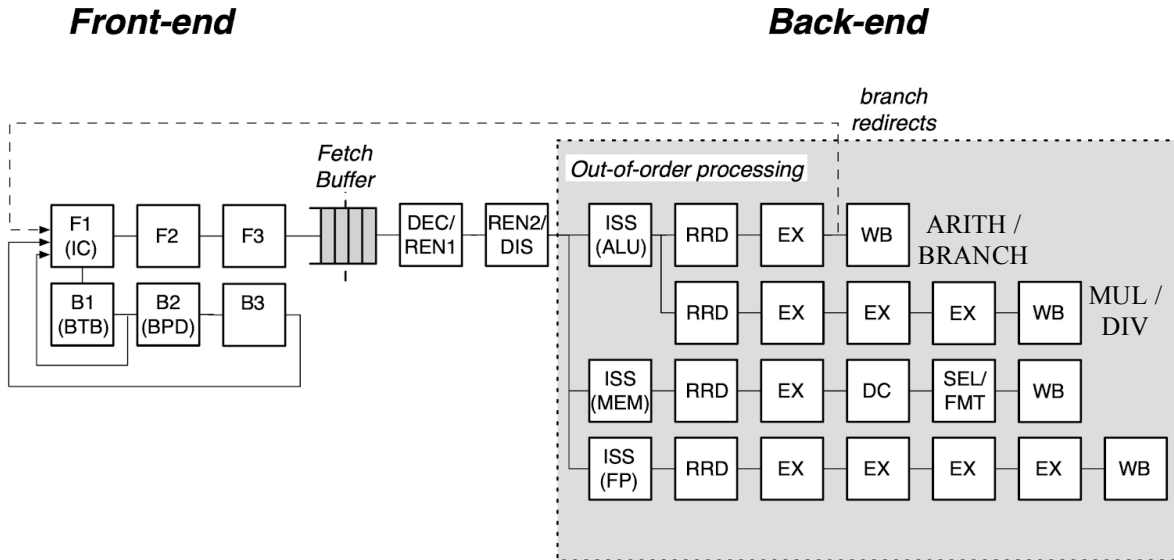 Front-end
Back-end
branch
redirects
Fetch
Buffer
Out-of-order processing
F1
(IC)
F2
F3
DEC/
REN1
REN2/
DIS
ISS
(ALU)
RRD
EX
WB
ARITH /
BRANCH
B1
(BTB)
B2
(BPD)
B3
RRD
EX
EX
EX
WB
MUL /
DIV
ISS
(MEM)
RRD
EX
DC
SEL/
FMT
WB
ISS
(FP)
RRD
EX
EX
EX
EX
WB